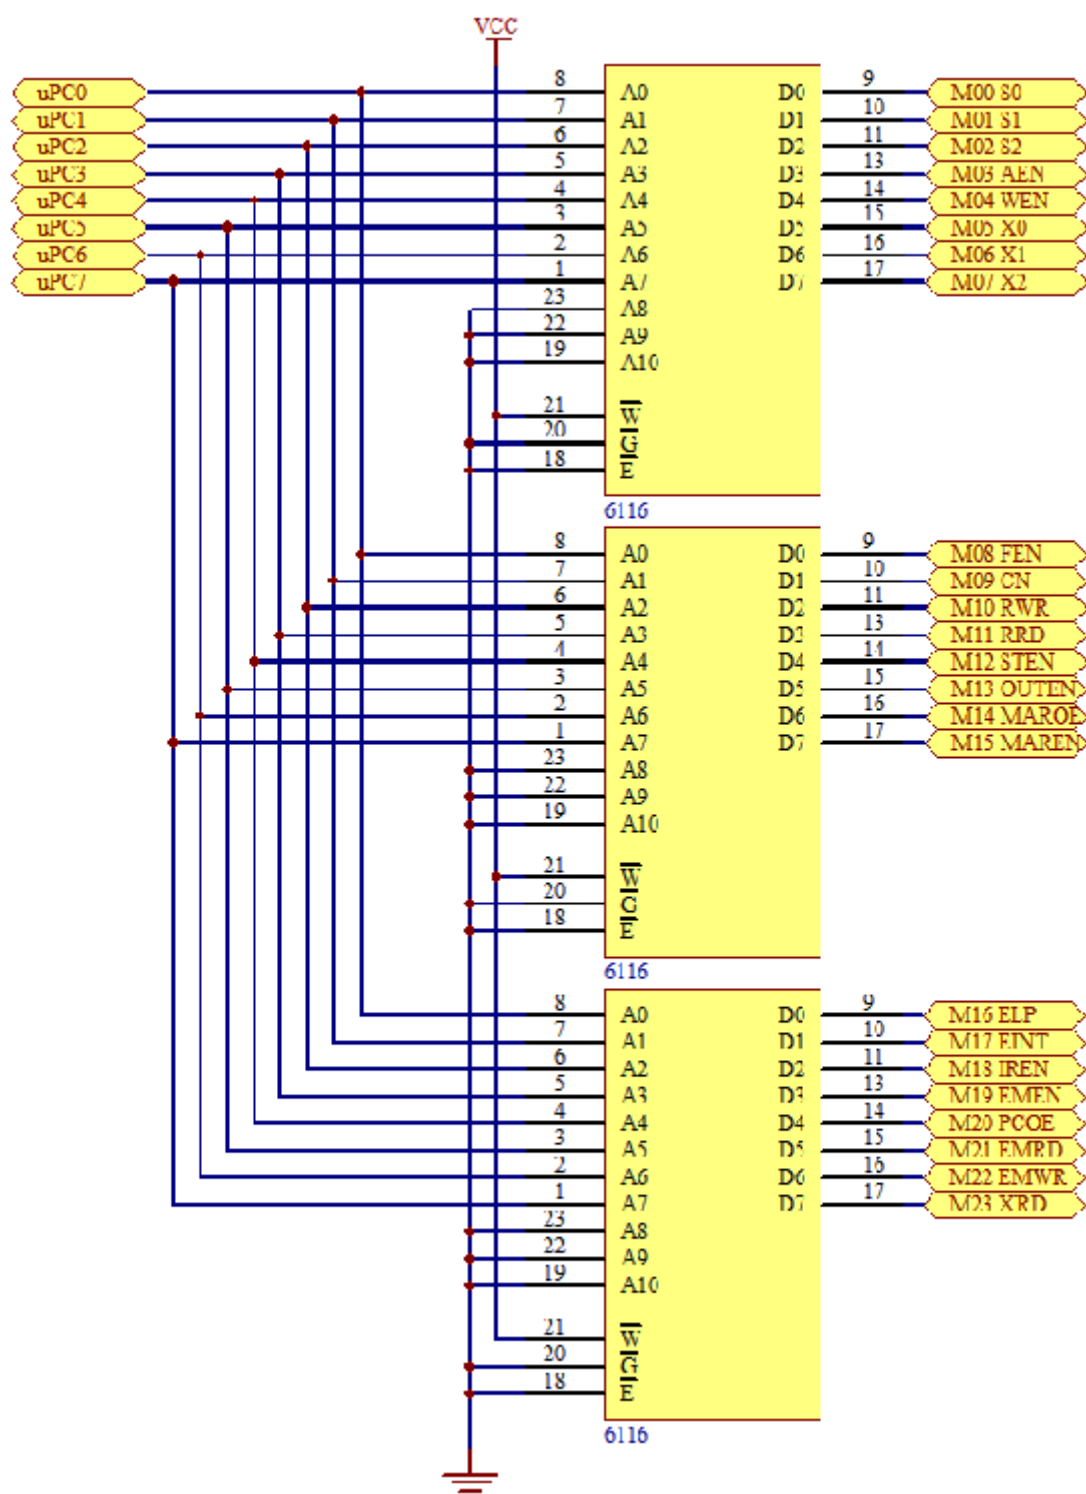 VCC
uPC0 8 A0 D0 9 M00 S0
uPC1 7 A1 D1 10 M01 S1
uPC2 6 A2 D2 11 M02 S2
uPC3 5 A3 D3 13 M03 AEN
uPC4 4 A4 D4 14 M04 WEN
uPC5 3 A5 D5 15 M05 X0
uPC6 2 A6 D6 16 M06 X1
uPC7 1 A7 D7 17 M07 X2
23 A8
22 A9
19 A10
21 W
20 G
18 E
6116
8 A0 D0 9 M08 FEN
7 A1 D1 10 M09 CN
6 A2 D2 11 M10 RWR
5 A3 D3 13 M11 RRD
4 A4 D4 14 M12 STEN
3 A5 D5 15 M13 OUTEN
2 A6 D6 16 M14 MAROE
1 A7 D7 17 M15 MAREN
23 A8
22 A9
19 A10
21 W
20 G
18 E
6116
8 A0 D0 9 M16 ELP
7 A1 D1 10 M17 EINT
6 A2 D2 11 M18 IREN
5 A3 D3 13 M19 EMEN
4 A4 D4 14 M20 PCOE
3 A5 D5 15 M21 EMRD
2 A6 D6 16 M22 EMWR
1 A7 D7 17 M23 XRD
23 A8
22 A9
19 A10
21 W
20 G
18 E
6116